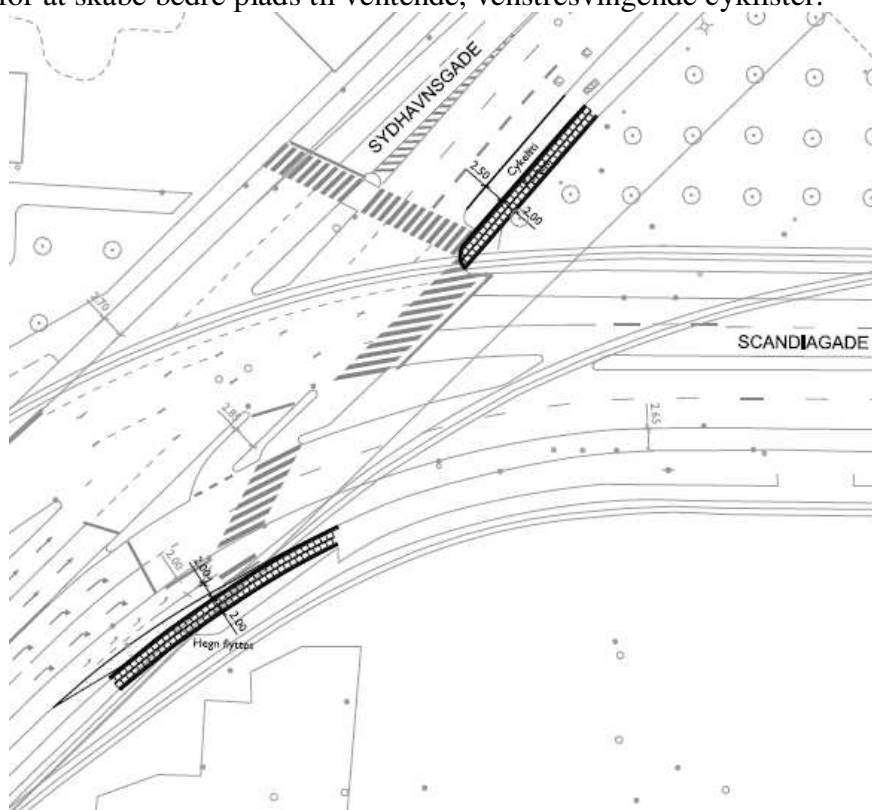 for at skabe bedre plads til ventende, venstresvingende cyklister.
SYDHAVNSGADE
Cykelsti
2.50
2.00
2.70
SCANDIAGADE
2.85
2.65
2.00
2.00
2.00
Hegn flyttes